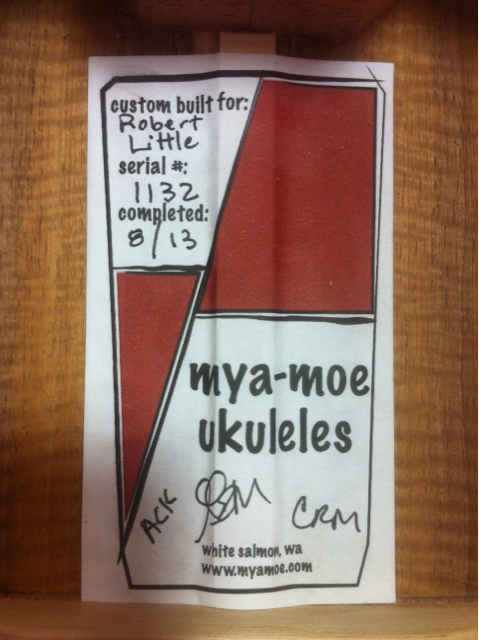 custom built for:
Robert
Little
serial #:
1132
completed:
8/13
mya-moe
ukuleles
ACK
CRM
white salmon, wa
www.myamoe.com